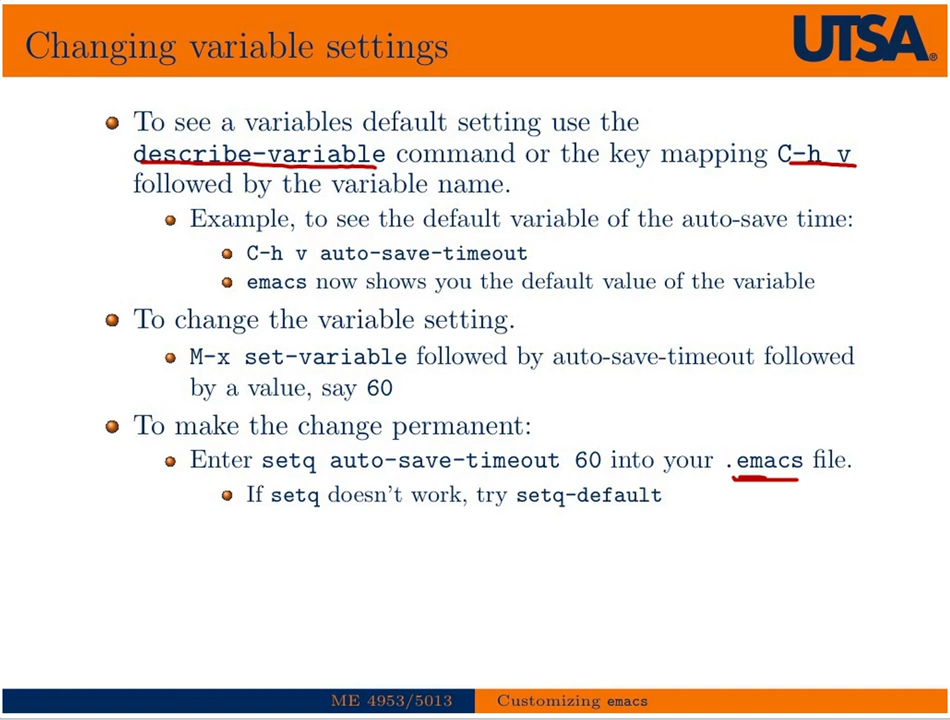 Changing variable settings
UTSA®
To see a variables default setting use the
describe-variable command or the key mapping C-h v
followed by the variable name.
Example, to see the default variable of the auto-save time:
C-h v auto-save-timeout
emacs now shows you the default value of the variable
To change the variable setting.
M-x set-variable followed by auto-save-timeout followed
by a value, say 60
To make the change permanent:
Enter setq auto-save-timeout 60 into your .emacs file.
If setq doesn't work, try setq-default
ME 4953/5013 Customizing emacs